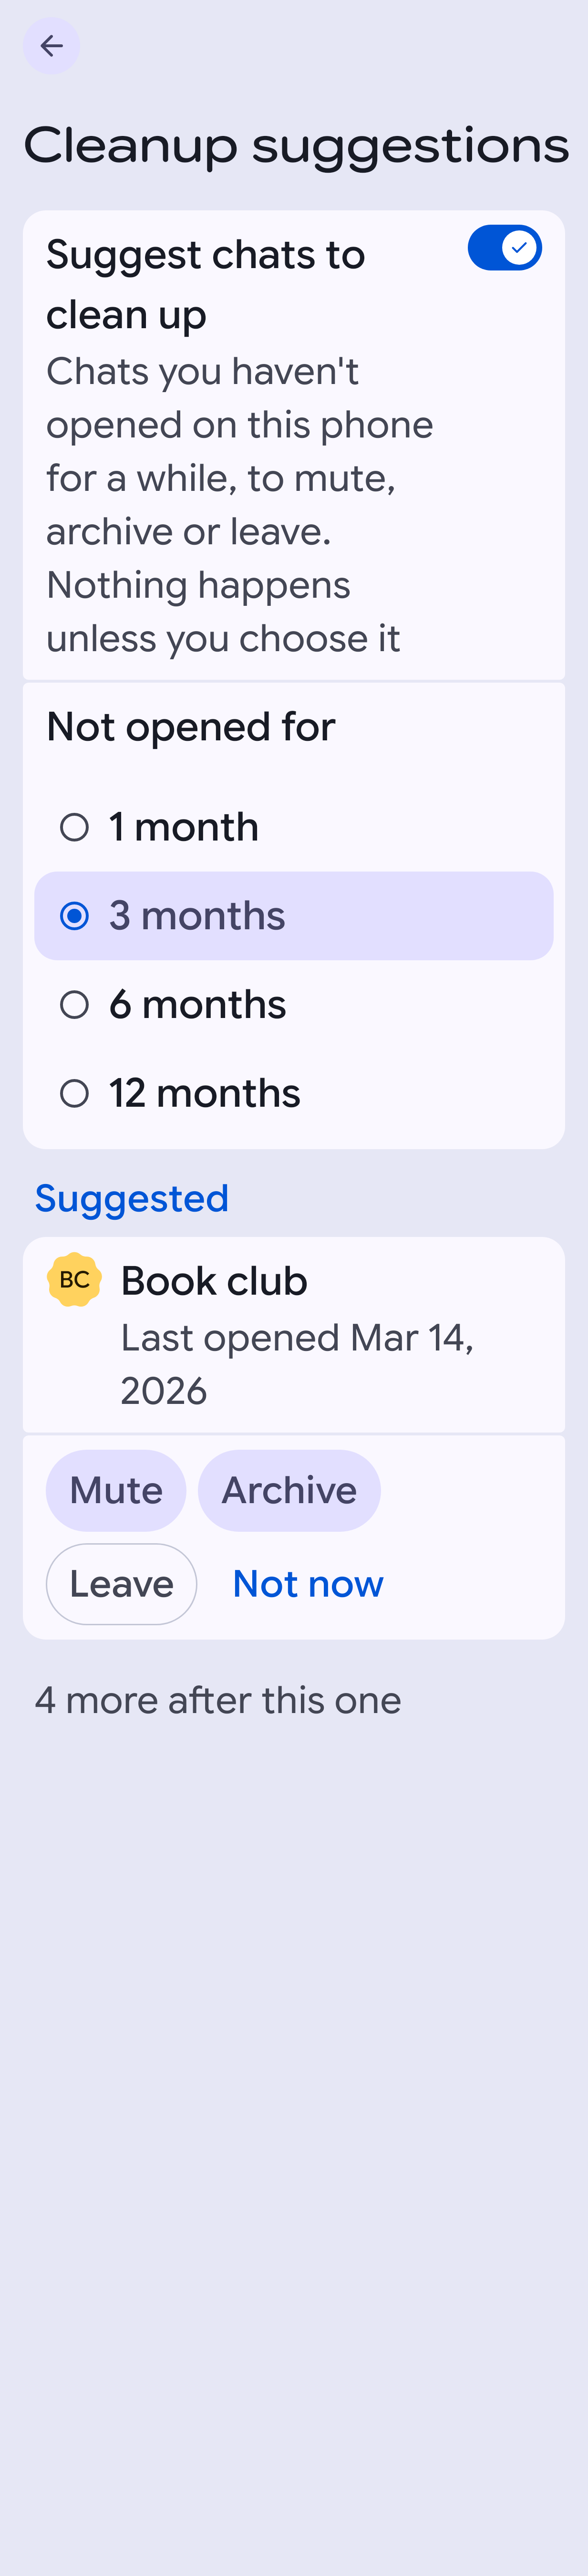 Cleanup suggestions
Suggest chats to
clean up
Chats you haven't
opened on this phone
for a while, to mute,
archive or leave.
Nothing happens
unless you choose it
Not opened for
1 month
3 months
6 months
12 months
Suggested
BC
Book club
Last opened Mar 14,
2026
Mute
Archive
Leave
Not now
4 more after this one